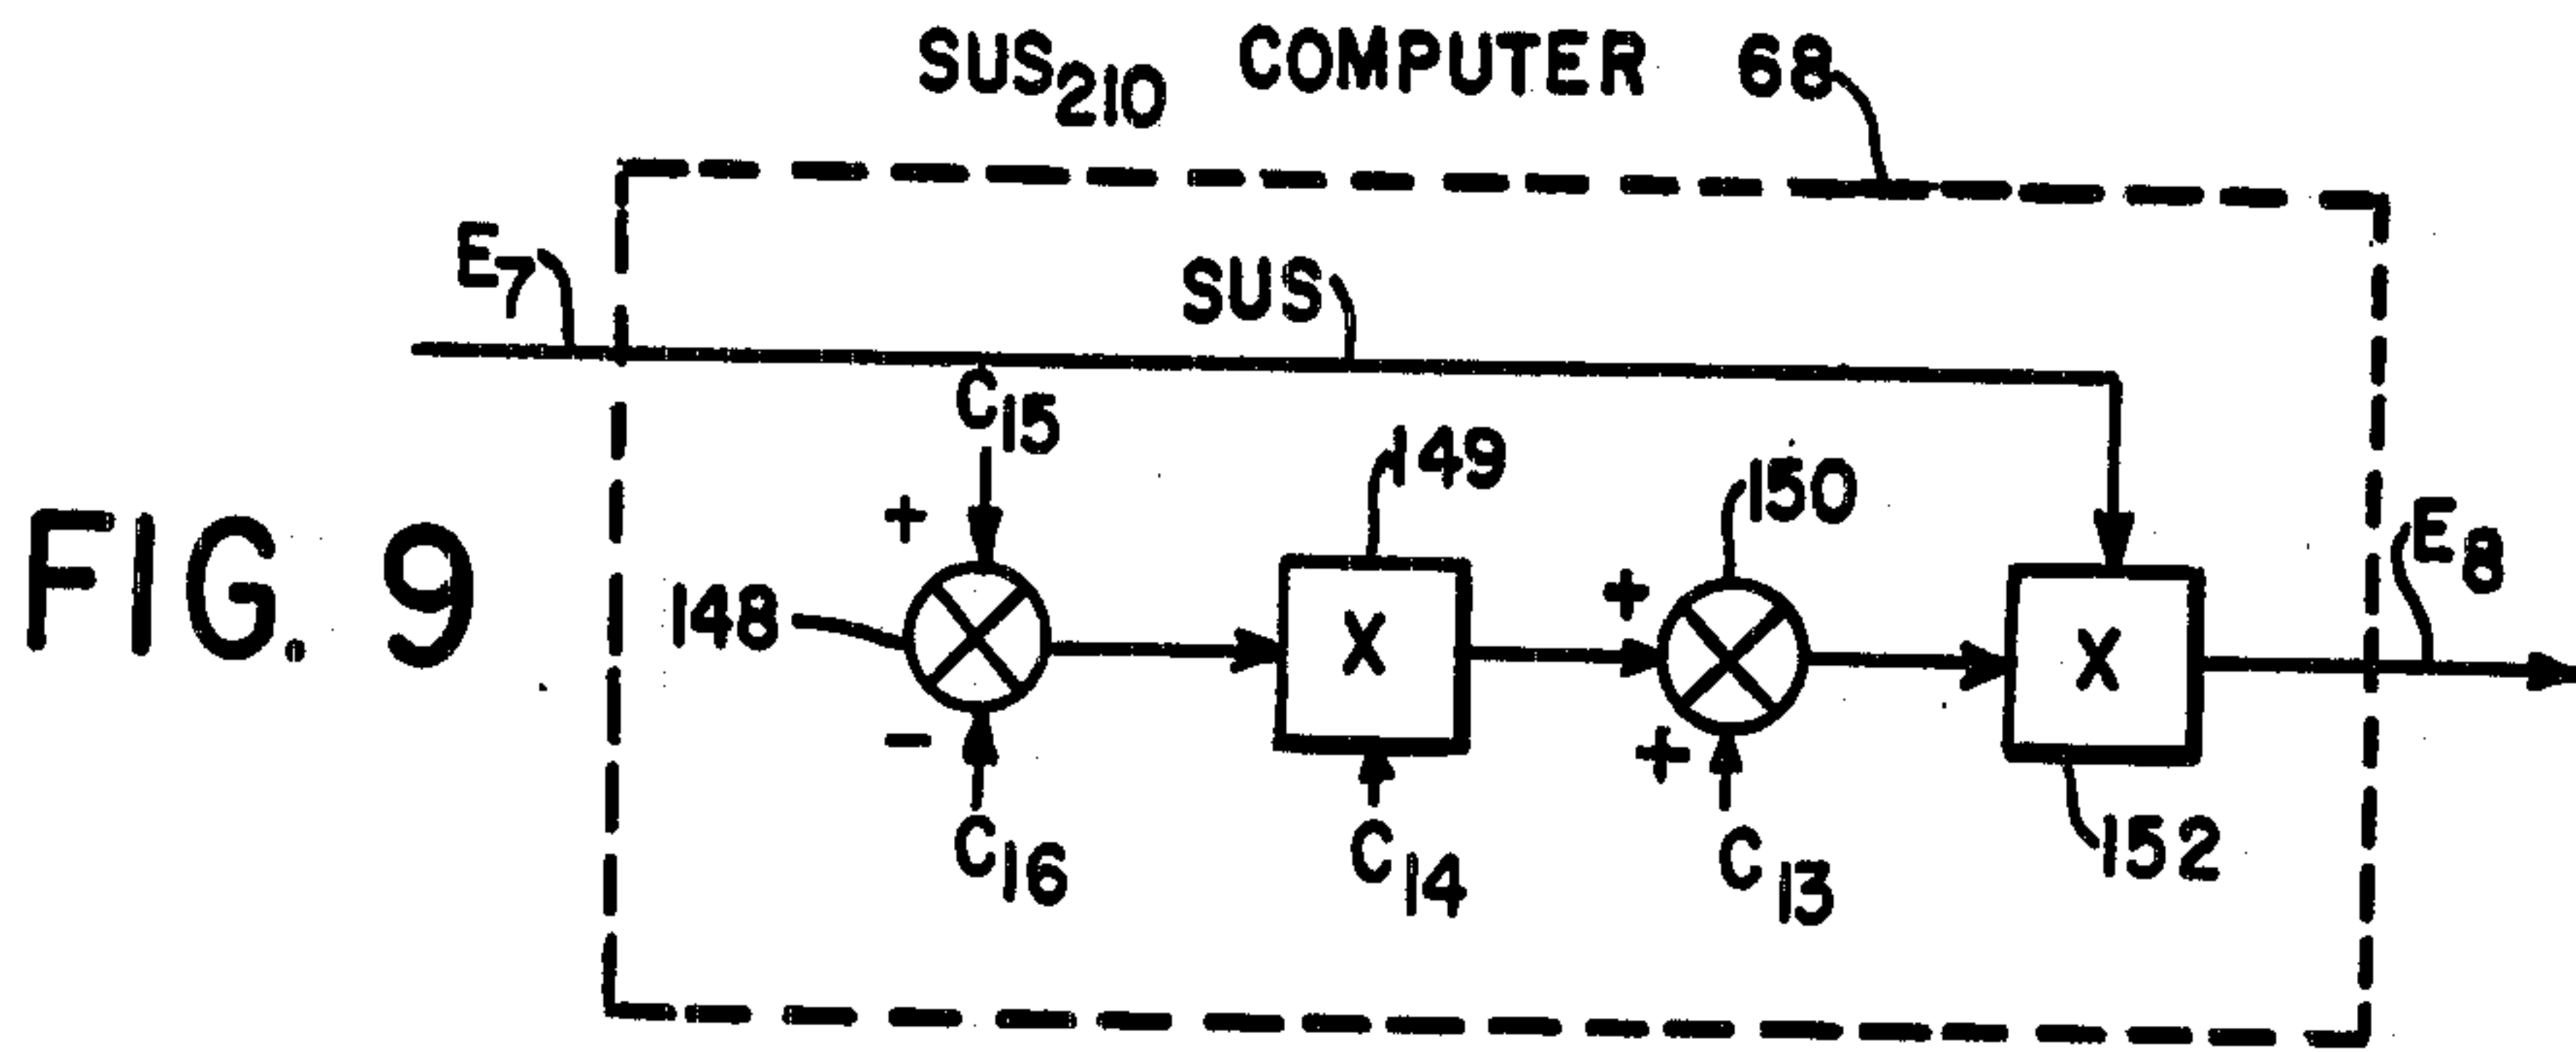 SUS210 COMPUTER 68
E7
SUS
C15
149
150
E8
FIG. 9
148
+
+
X
X
-
+
C16
C14
C13
152